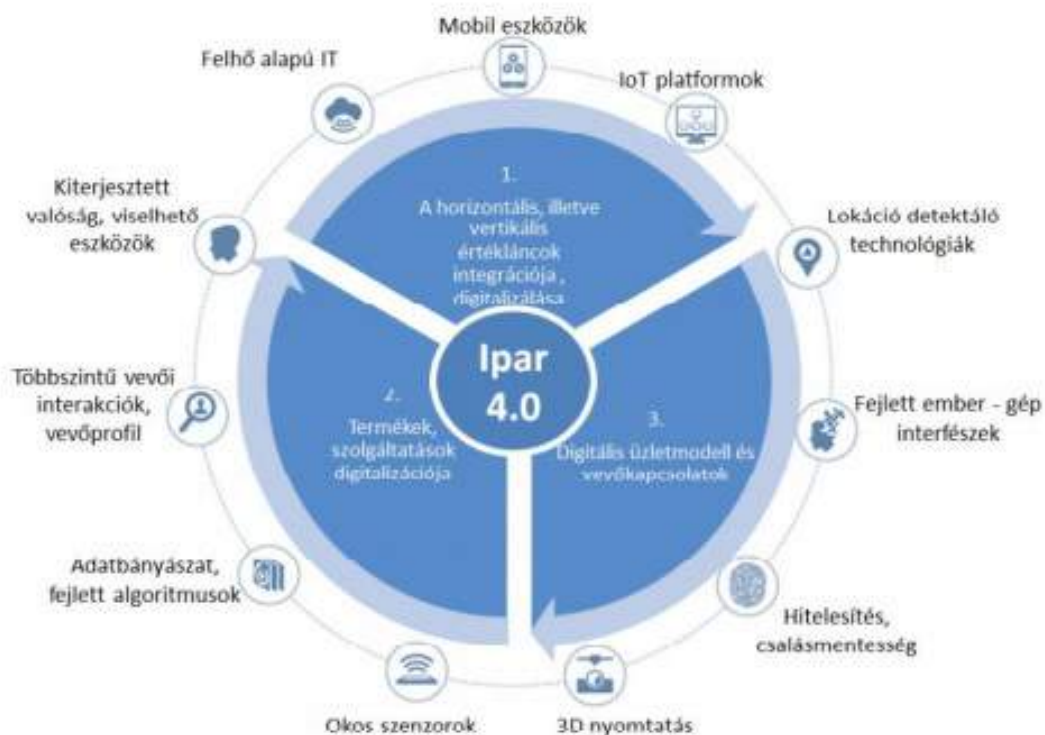 Mobil eszközök
Felhő alapú IT
IoT platformok
Kiterjesztett
valóság, viselhető
eszközök
Lokáció detektáló
technológiák
1.
A horizontális, illetve
vertikális
értékláncok
integrációja ,
digitalizálása
Ipar
4.0
2.
Termékek,
szolgáltatások
digitalizációja
3.
Digitális üzletmodell és
vevőkapcsolatok
Többszintű vevői
interakciók,
vevőprofil
Fejlett ember - gép
interfészek
Adatbányászat,
fejlett algoritmusok
Hitelesítés,
csalásmentesség
Okos szenzorok
3D nyomtatás